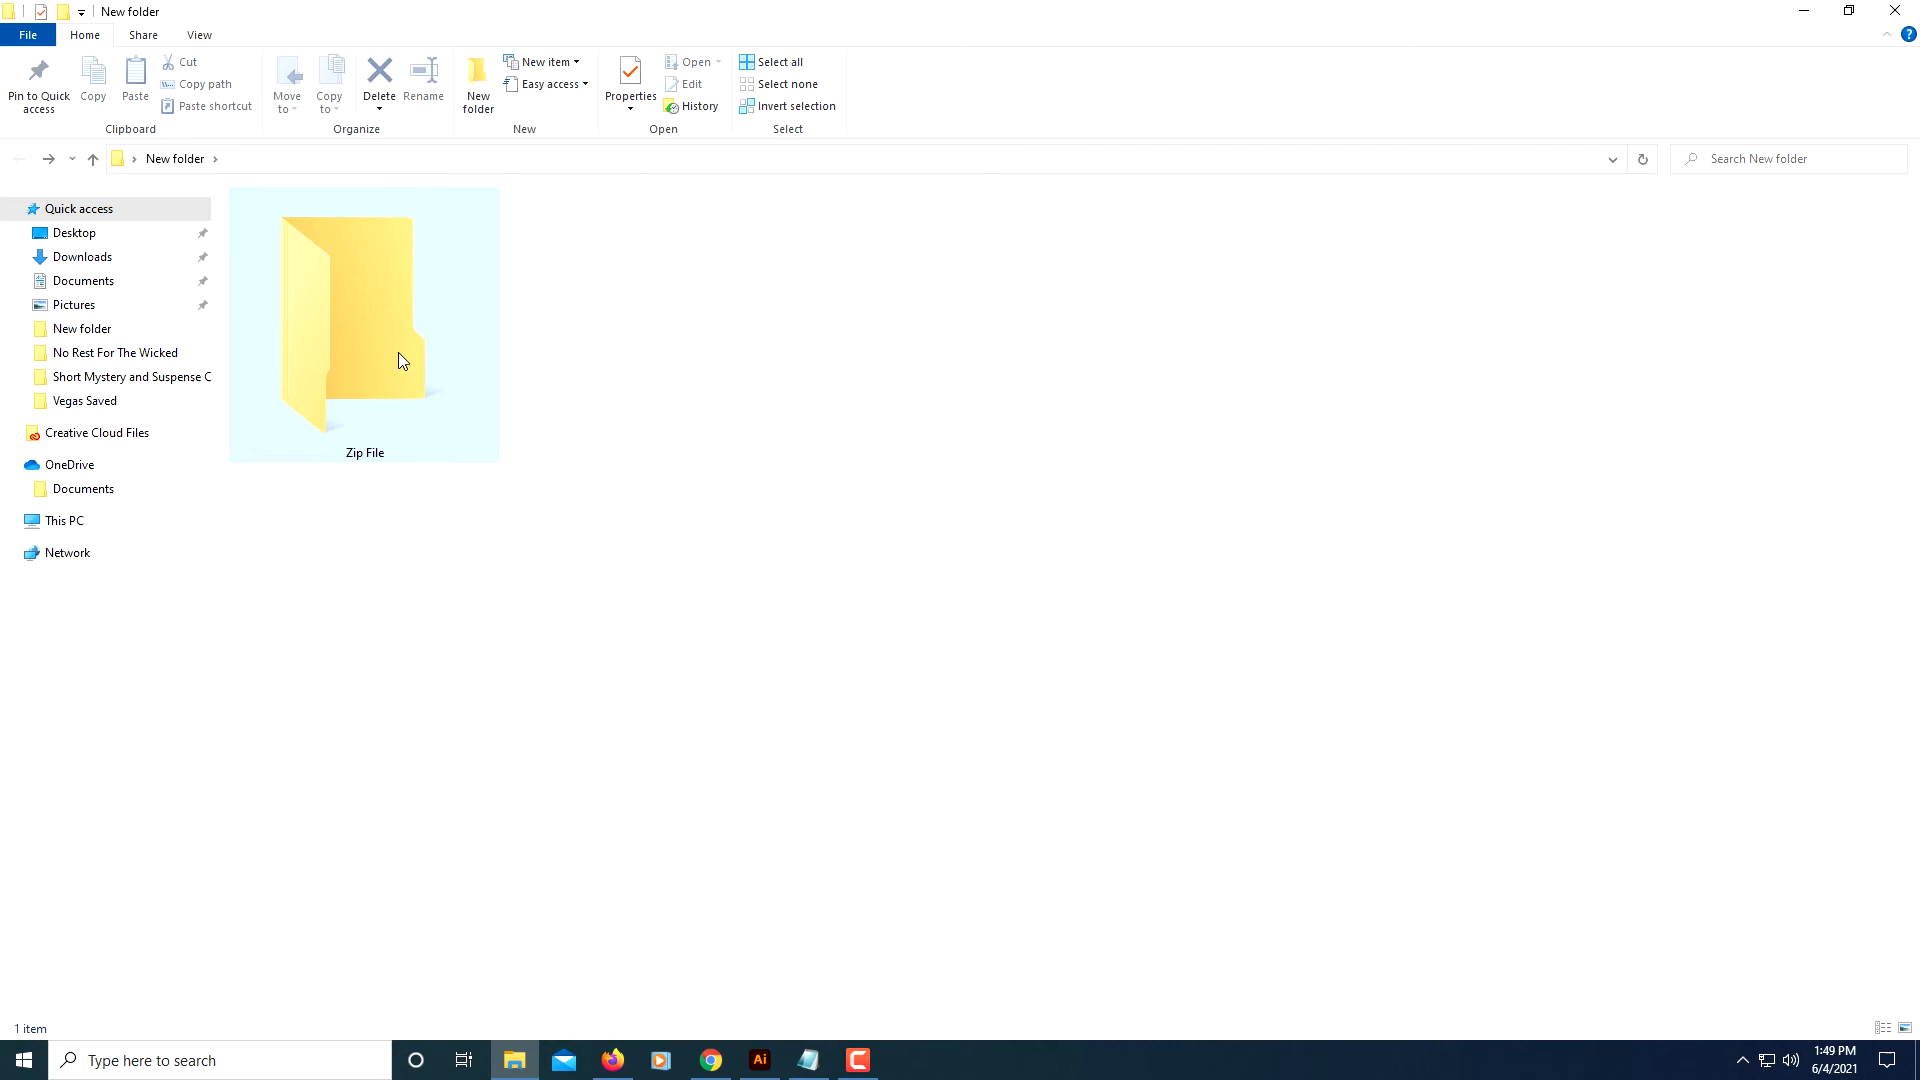 New folder
File Home Share View
Pin to Quick access
Copy
Paste
Cut
Copy path
Paste shortcut
Clipboard
Move to
Copy to
Delete
Rename
Organize
New folder
New item
Easy access
New
Properties
Open
Edit
History
Open
Select all
Select none
Invert selection
Select
New folder
Search New folder
Quick access
Desktop
Downloads
Documents
Pictures
New folder
No Rest For The Wicked
Short Mystery and Suspense C
Vegas Saved
Creative Cloud Files
OneDrive
Documents
This PC
Network
Zip File
1 item
Type here to search
Ai
1:49 PM
6/4/2021